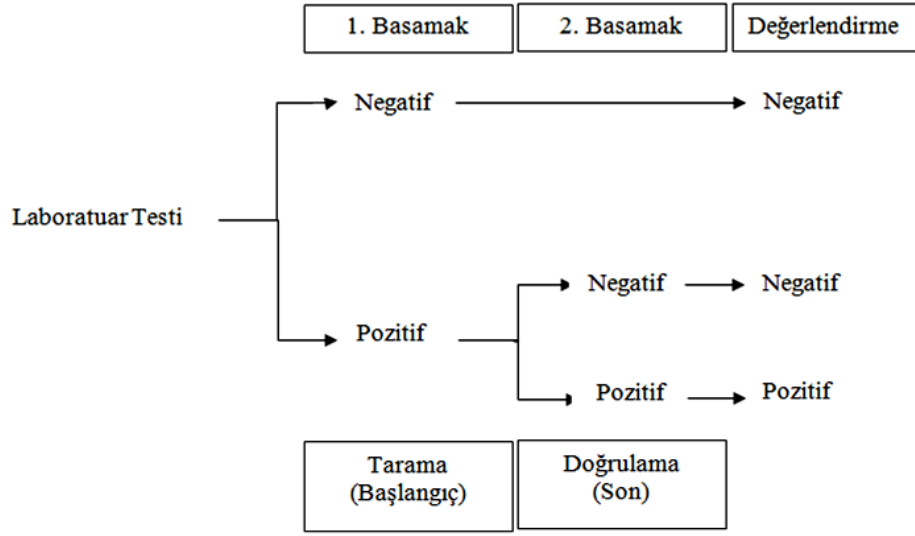 1. Basamak 2. Basamak Değerlendirme
Negatif Negatif
Laboratuar Testi
Negatif Negatif
Pozitif
Pozitif Pozitif
Tarama
(Başlangıç)
Doğrulama
(Son)